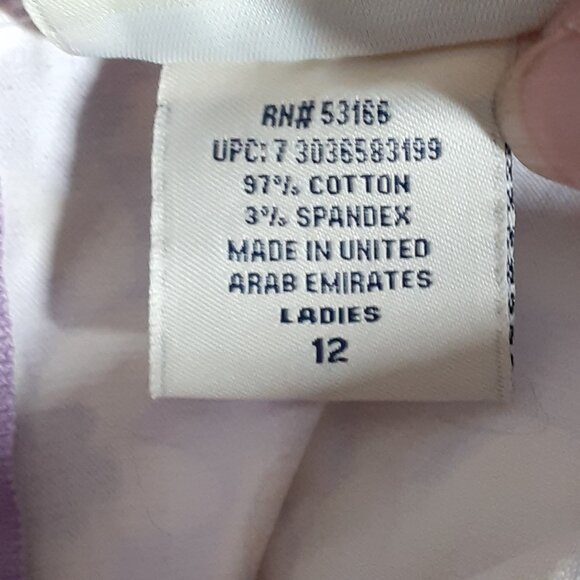 RN# 53166
UPC: 7 3036583199
97% COTTON
3% SPANDEX
MADE IN UNITED
ARAB EMIRATES
LADIES
12